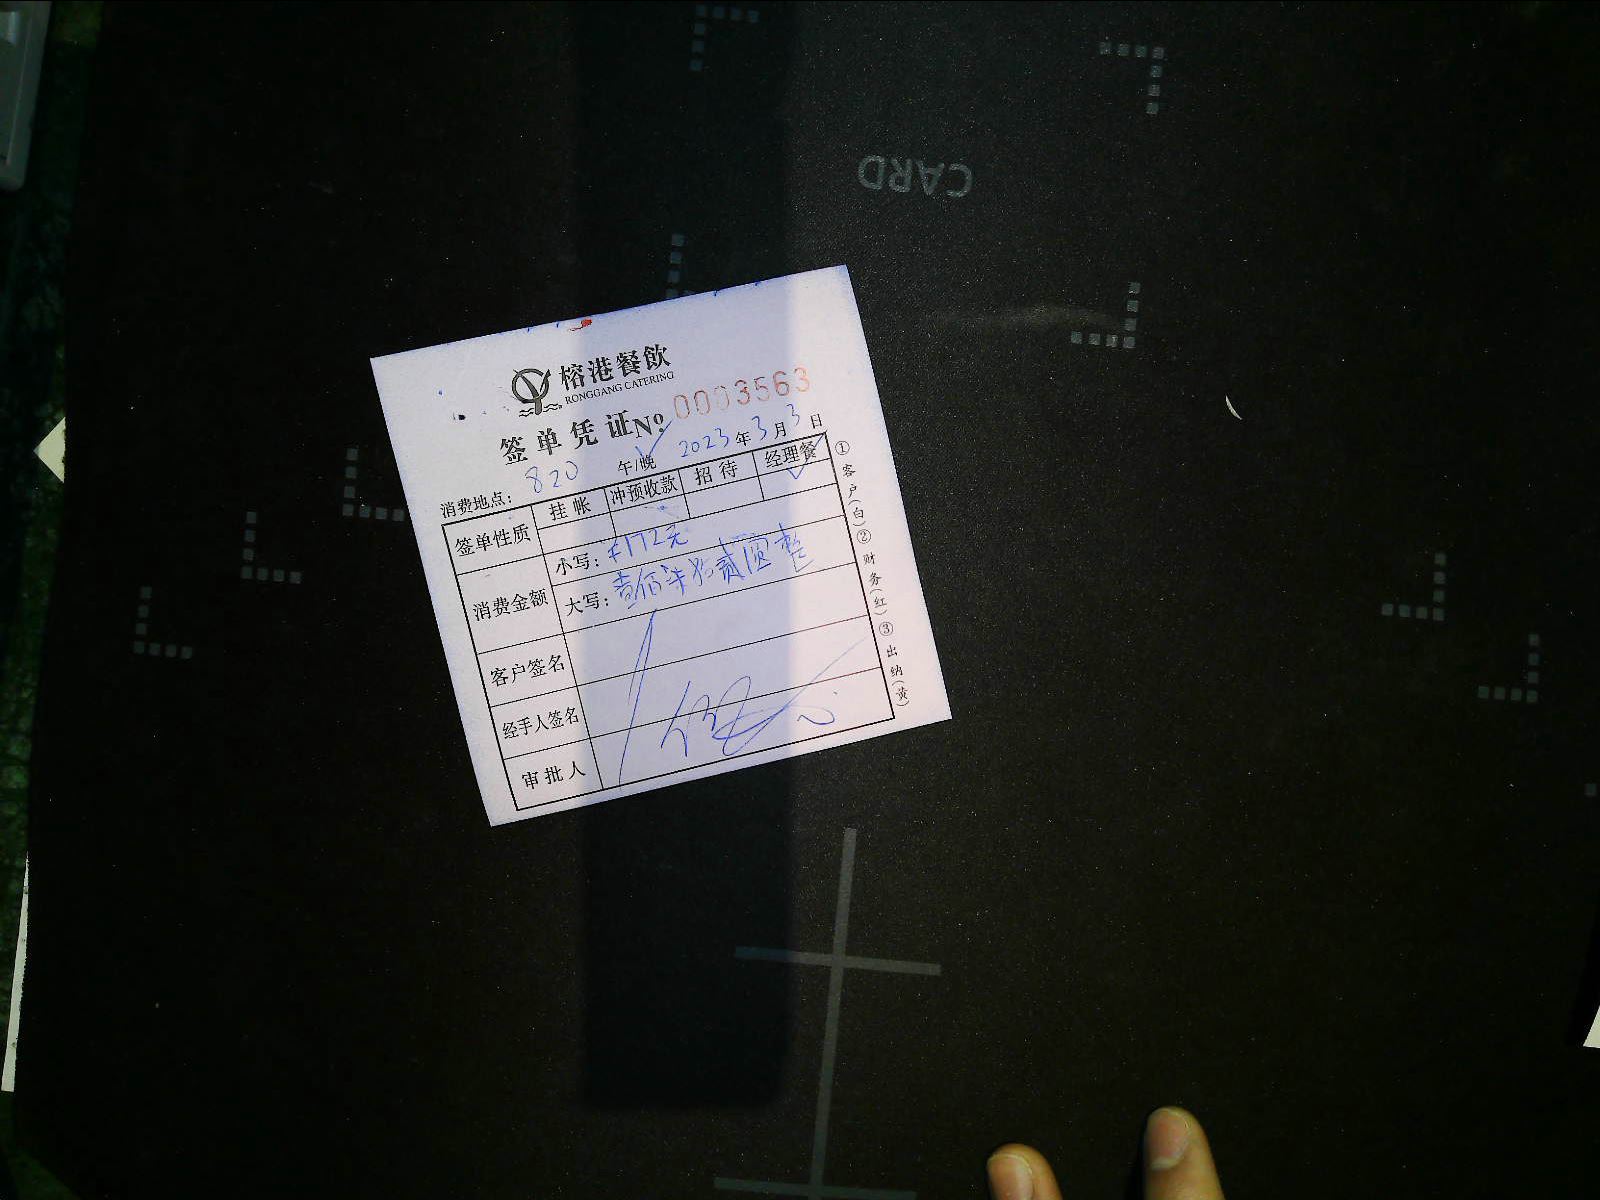 CARD
榕港餐飲
RONGGANG CATERING
签单凭证 № 0003563
消费地点： 820 午/晚 2023年3月3日
签单性质 挂帐 冲预收款 招待 经理餐
消费金额 小写：¥172元
大写：壹佰柒拾贰圆整
客户签名
经手人签名
审批人
①客户(白)②财务(红)③出纳(黄)